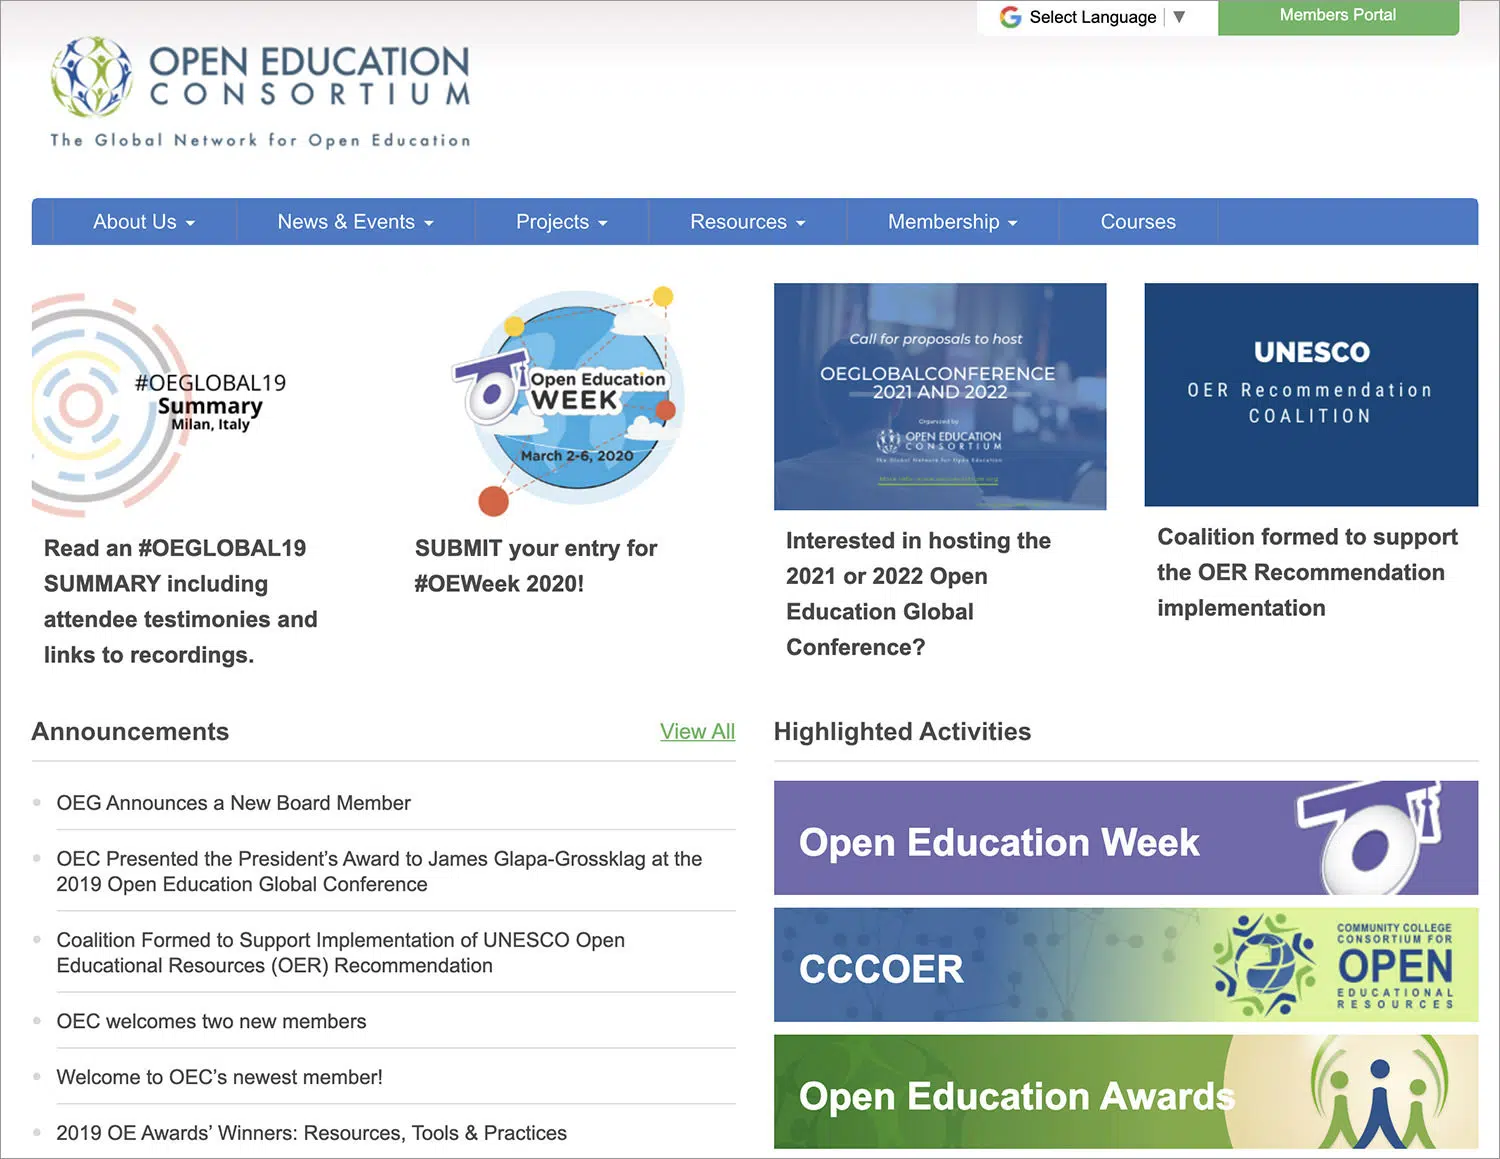 Select Language
Members Portal
OPEN EDUCATION
CONSORTIUM
The Global Network for Open Education
About Us
News & Events
Projects
Resources
Membership
Courses
#OEGLOBAL19
Summary
Milan, Italy
Read an #OEGLOBAL19
SUMMARY including
attendee testimonies and
links to recordings.
Open Education
WEEK
March 2-6, 2020
SUBMIT your entry for
#OEWeek 2020!
Call for proposals to host
OEGLOBALCONFERENCE
2021 AND 2022
Organized by
OPEN EDUCATION
CONSORTIUM
The Global Network for Open Education
Interested in hosting the
2021 or 2022 Open
Education Global
Conference?
UNESCO
OER Recommendation
COALITION
Coalition formed to support
the OER Recommendation
implementation
Announcements
View All
OEG Announces a New Board Member
OEC Presented the President’s Award to James Glapa-Grossklag at the
2019 Open Education Global Conference
Coalition Formed to Support Implementation of UNESCO Open
Educational Resources (OER) Recommendation
OEC welcomes two new members
Welcome to OEC’s newest member!
2019 OE Awards’ Winners: Resources, Tools & Practices
Highlighted Activities
Open Education Week
CCCOER
COMMUNITY COLLEGE
CONSORTIUM FOR
OPEN
EDUCATIONAL
RESOURCES
Open Education Awards